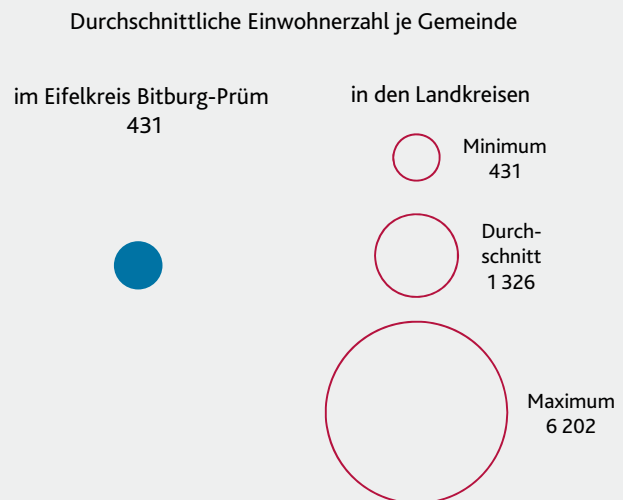 Durchschnittliche Einwohnerzahl je Gemeinde
im Eifelkreis Bitburg-Prüm
431
in den Landkreisen
Minimum
431
Durch-
schnitt
1 326
Maximum
6 202